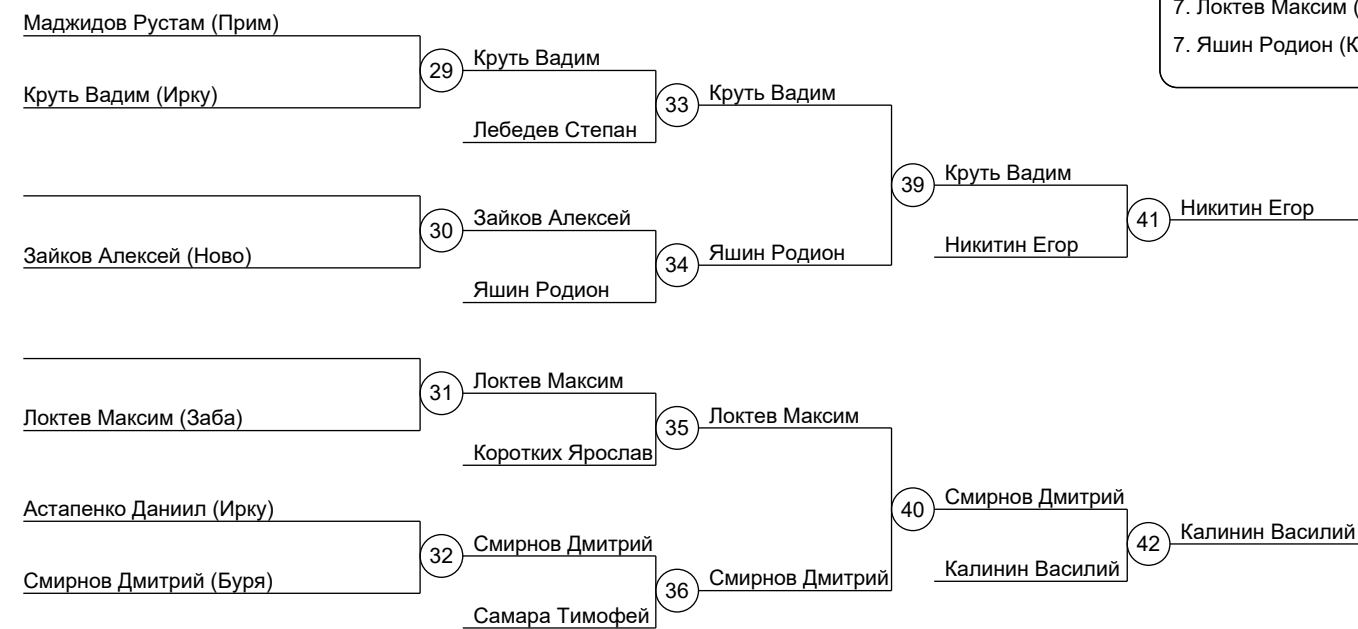 7. Локтев Максим (
7. Яшин Родион (К
Маджидов Рустам (Прим)
Круть Вадим (Ирку)
29
Круть Вадим
Лебедев Степан
33
Круть Вадим
Зайков Алексей (Ново)
30
Зайков Алексей
Яшин Родион
34
Яшин Родион
39
Круть Вадим
Никитин Егор
41
Никитин Егор
Локтев Максим (Заба)
31
Локтев Максим
Коротких Ярослав
35
Локтев Максим
Астапенко Даниил (Ирку)
Смирнов Дмитрий (Буря)
32
Смирнов Дмитрий
Самара Тимофей
36
Смирнов Дмитрий
40
Смирнов Дмитрий
Калинин Василий
42
Калинин Василий